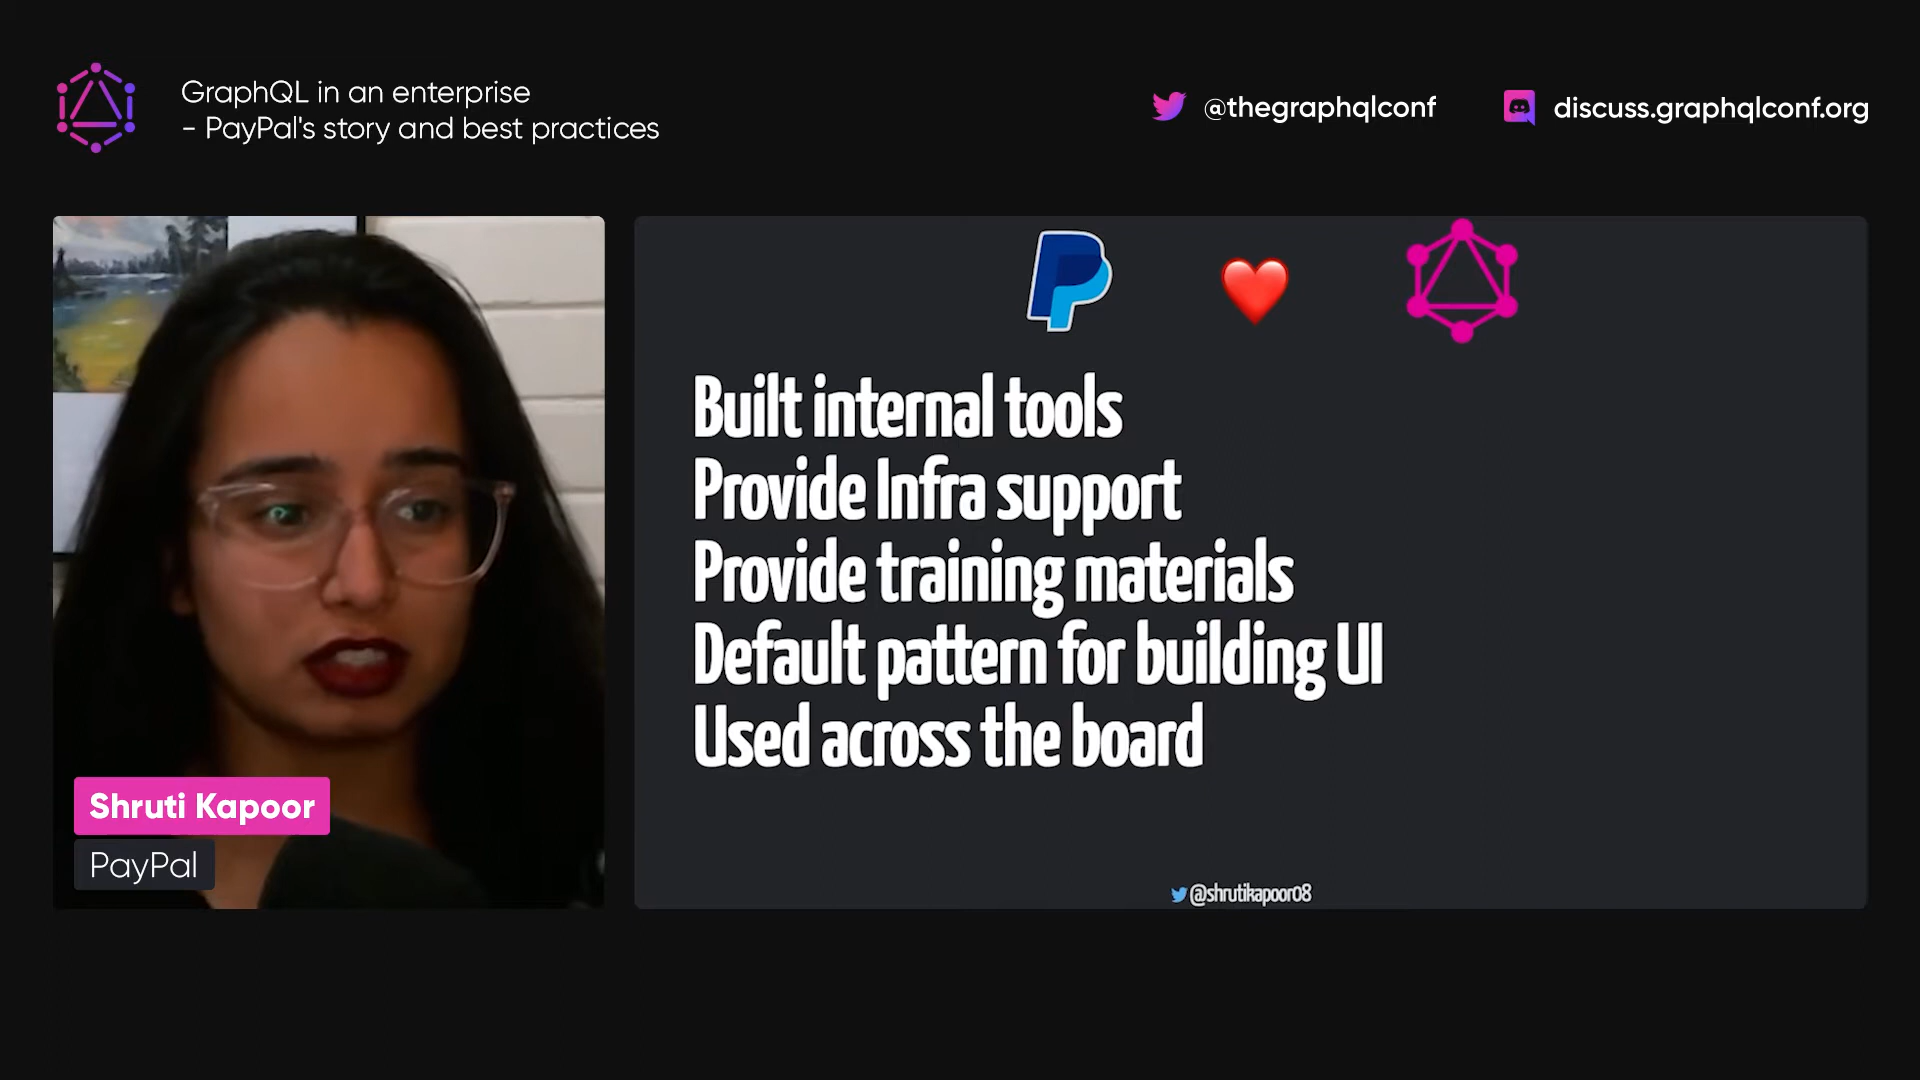 GraphQL in an enterprise
- PayPal's story and best practices
@thegraphqlconf
discuss.graphqlconf.org
Built internal tools
Provide Infra support
Provide training materials
Default pattern for building UI
Used across the board
@shrutikapoor08
Shruti Kapoor
PayPal